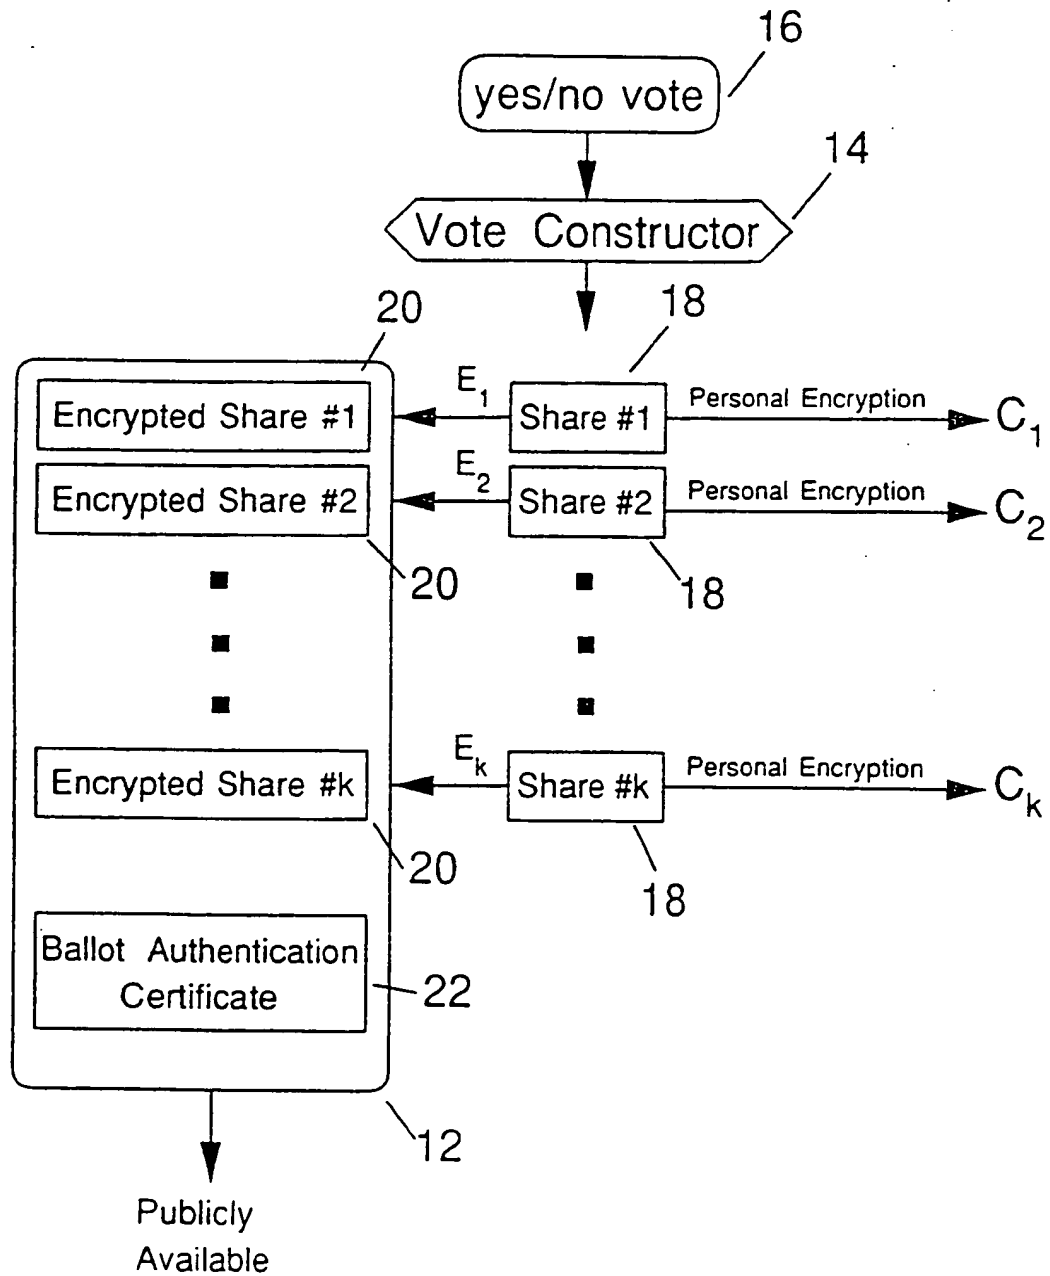 16
yes/no vote
14
Vote Constructor
18
20
Encrypted Share #1
E1
Share #1
Personal Encryption
C1
Encrypted Share #2
E2
Share #2
Personal Encryption
C2
20
18
Encrypted Share #k
Ek
Share #k
Personal Encryption
Ck
20
18
Ballot Authentication
Certificate
22
12
Publicly
Available